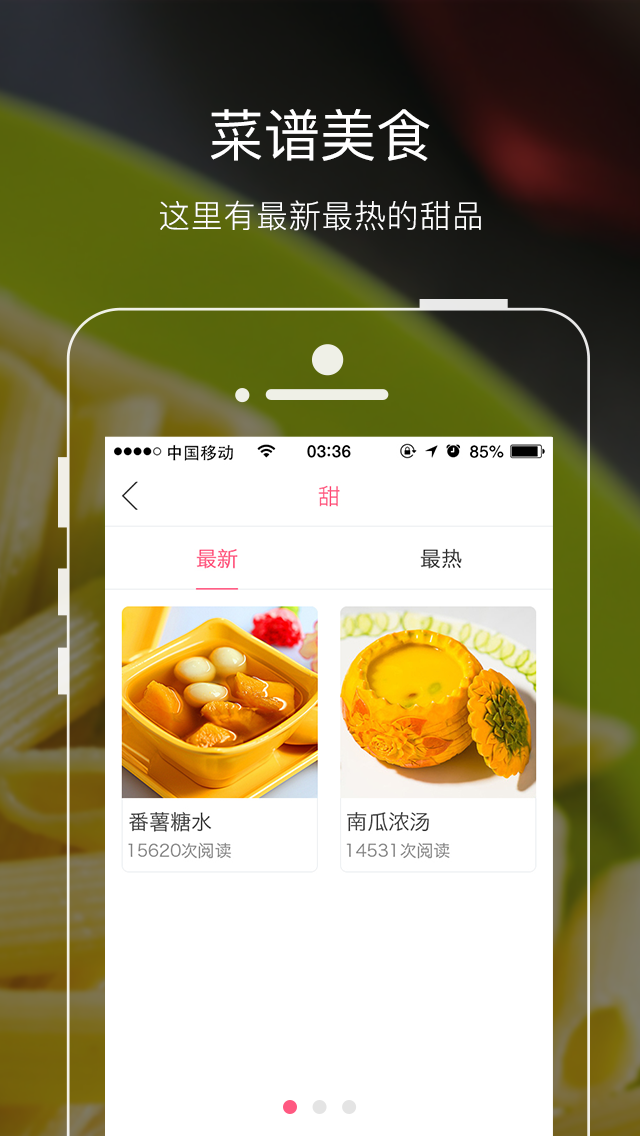 菜谱美食
这里有最新最热的甜品
中国移动 03:36 85%
甜
最新 最热
番薯糖水 南瓜浓汤
15620次阅读 14531次阅读